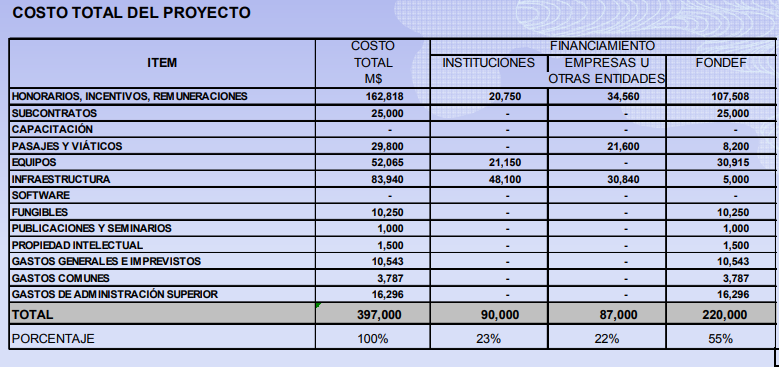 COSTO TOTAL DEL PROYECTO
COSTO FINANCIAMIENTO
ITEM TOTAL INSTITUCIONES EMPRESAS U FONDEF
M$ OTRAS ENTIDADES
HONORARIOS, INCENTIVOS, REMUNERACIONES 162,818 20,750 34,560 107,508
SUBCONTRATOS 25,000 - - 25,000
CAPACITACIÓN - - - -
PASAJES Y VIÁTICOS 29,800 - 21,600 8,200
EQUIPOS 52,065 21,150 - 30,915
INFRAESTRUCTURA 83,940 48,100 30,840 5,000
SOFTWARE - - - -
FUNGIBLES 10,250 - - 10,250
PUBLICACIONES Y SEMINARIOS 1,000 - - 1,000
PROPIEDAD INTELECTUAL 1,500 - - 1,500
GASTOS GENERALES E IMPREVISTOS 10,543 - - 10,543
GASTOS COMUNES 3,787 - - 3,787
GASTOS DE ADMINISTRACIÓN SUPERIOR 16,296 - - 16,296
TOTAL 397,000 90,000 87,000 220,000
PORCENTAJE 100% 23% 22% 55%